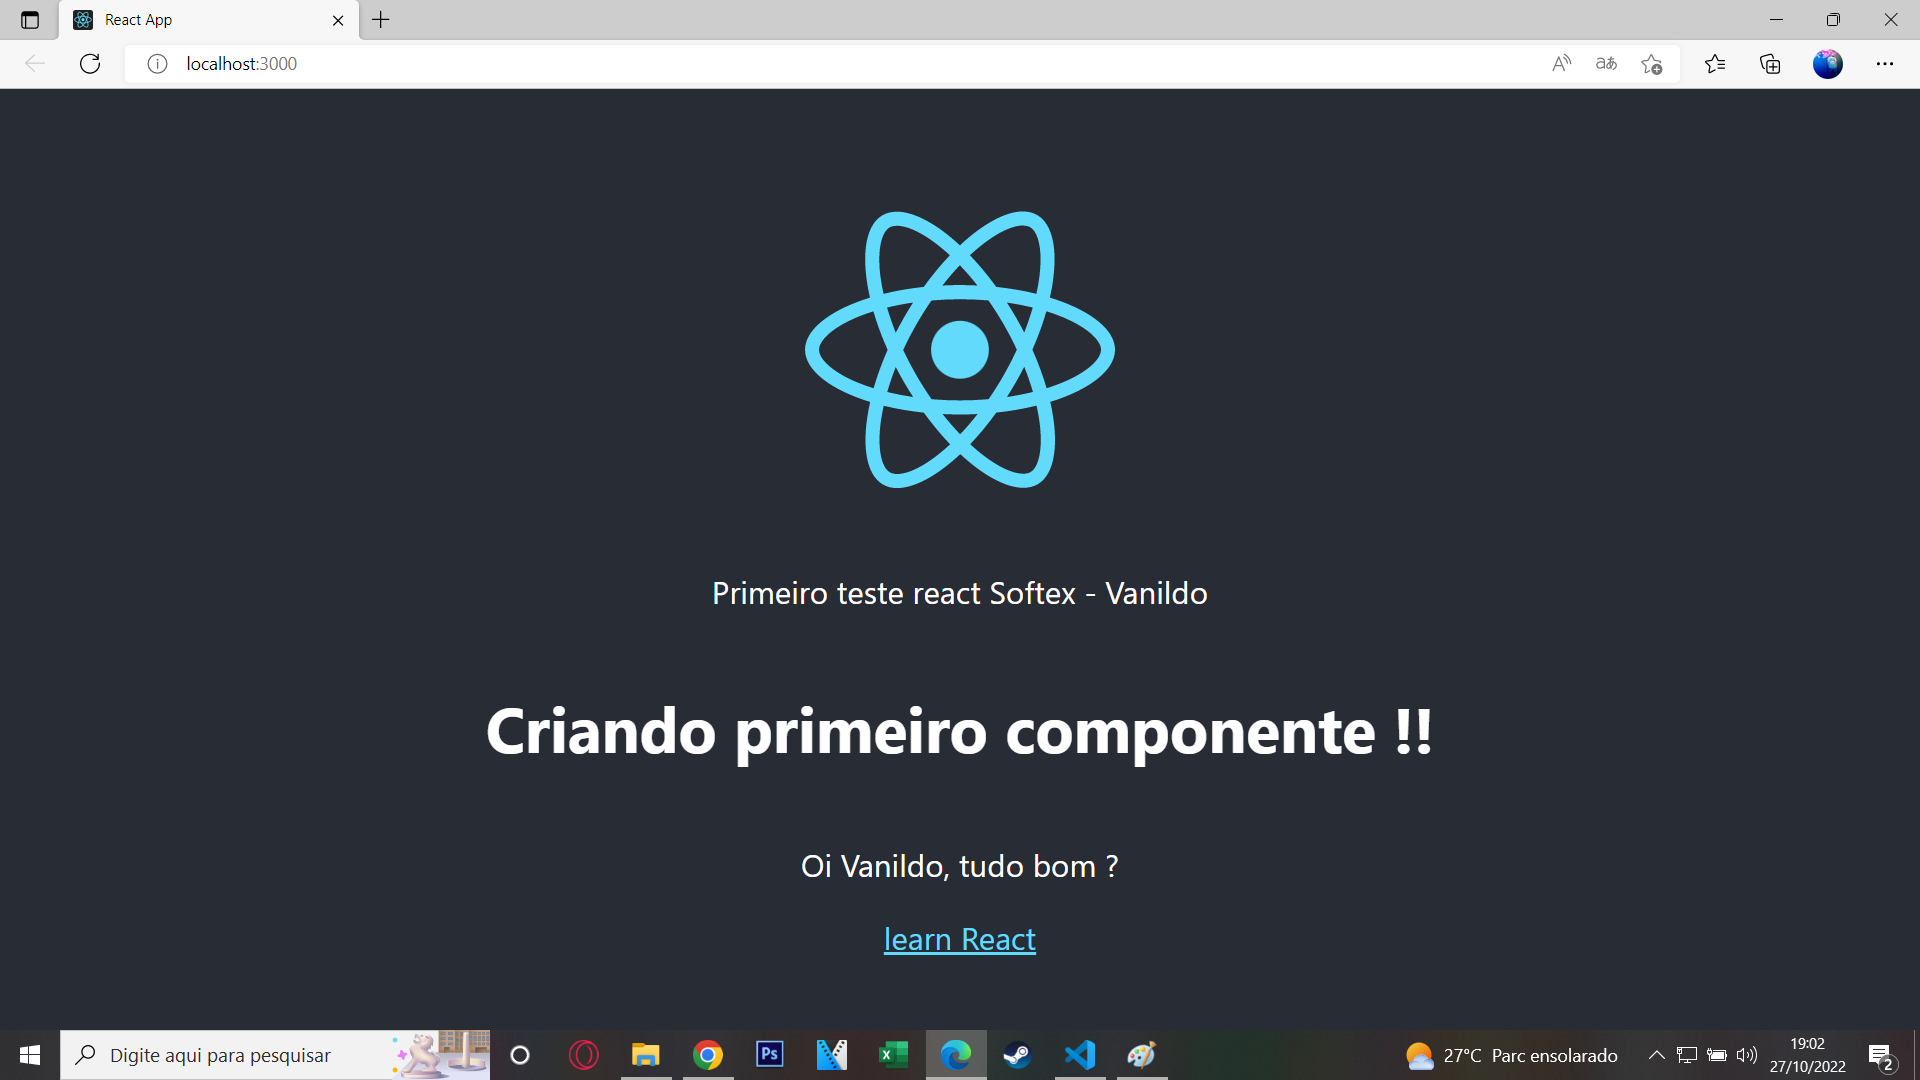 React App
localhost:3000
Primeiro teste react Softex - Vanildo
Criando primeiro componente !!
Oi Vanildo, tudo bom ?
learn React
Digite aqui para pesquisar
Ps
27°C Parc ensolarado
19:02
27/10/2022
2